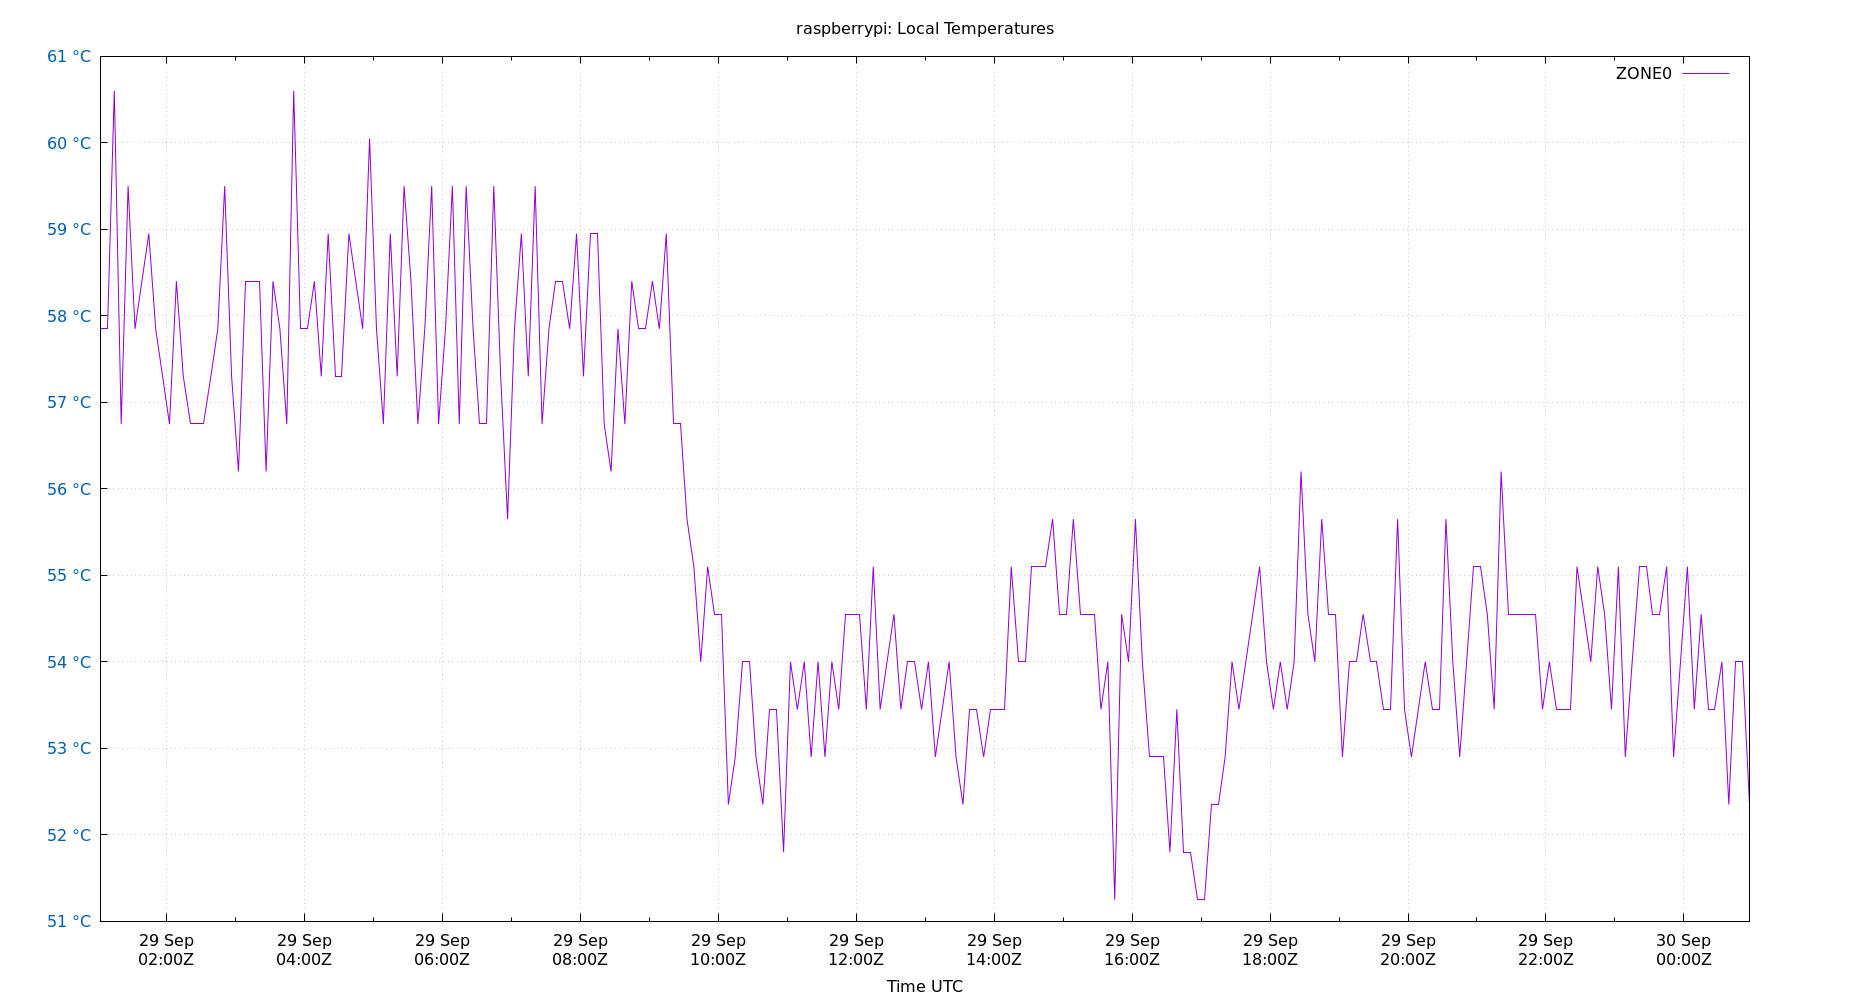 raspberrypi: Local Temperatures
61 °C
ZONE0
60 °C
59 °C
58 °C
57 °C
56 °C
55 °C
54 °C
53 °C
52 °C
51 °C
29 Sep 29 Sep 29 Sep 29 Sep 29 Sep 29 Sep 29 Sep 29 Sep 29 Sep 29 Sep 29 Sep 30 Sep
02:00Z 04:00Z 06:00Z 08:00Z 10:00Z 12:00Z 14:00Z 16:00Z 18:00Z 20:00Z 22:00Z 00:00Z
Time UTC